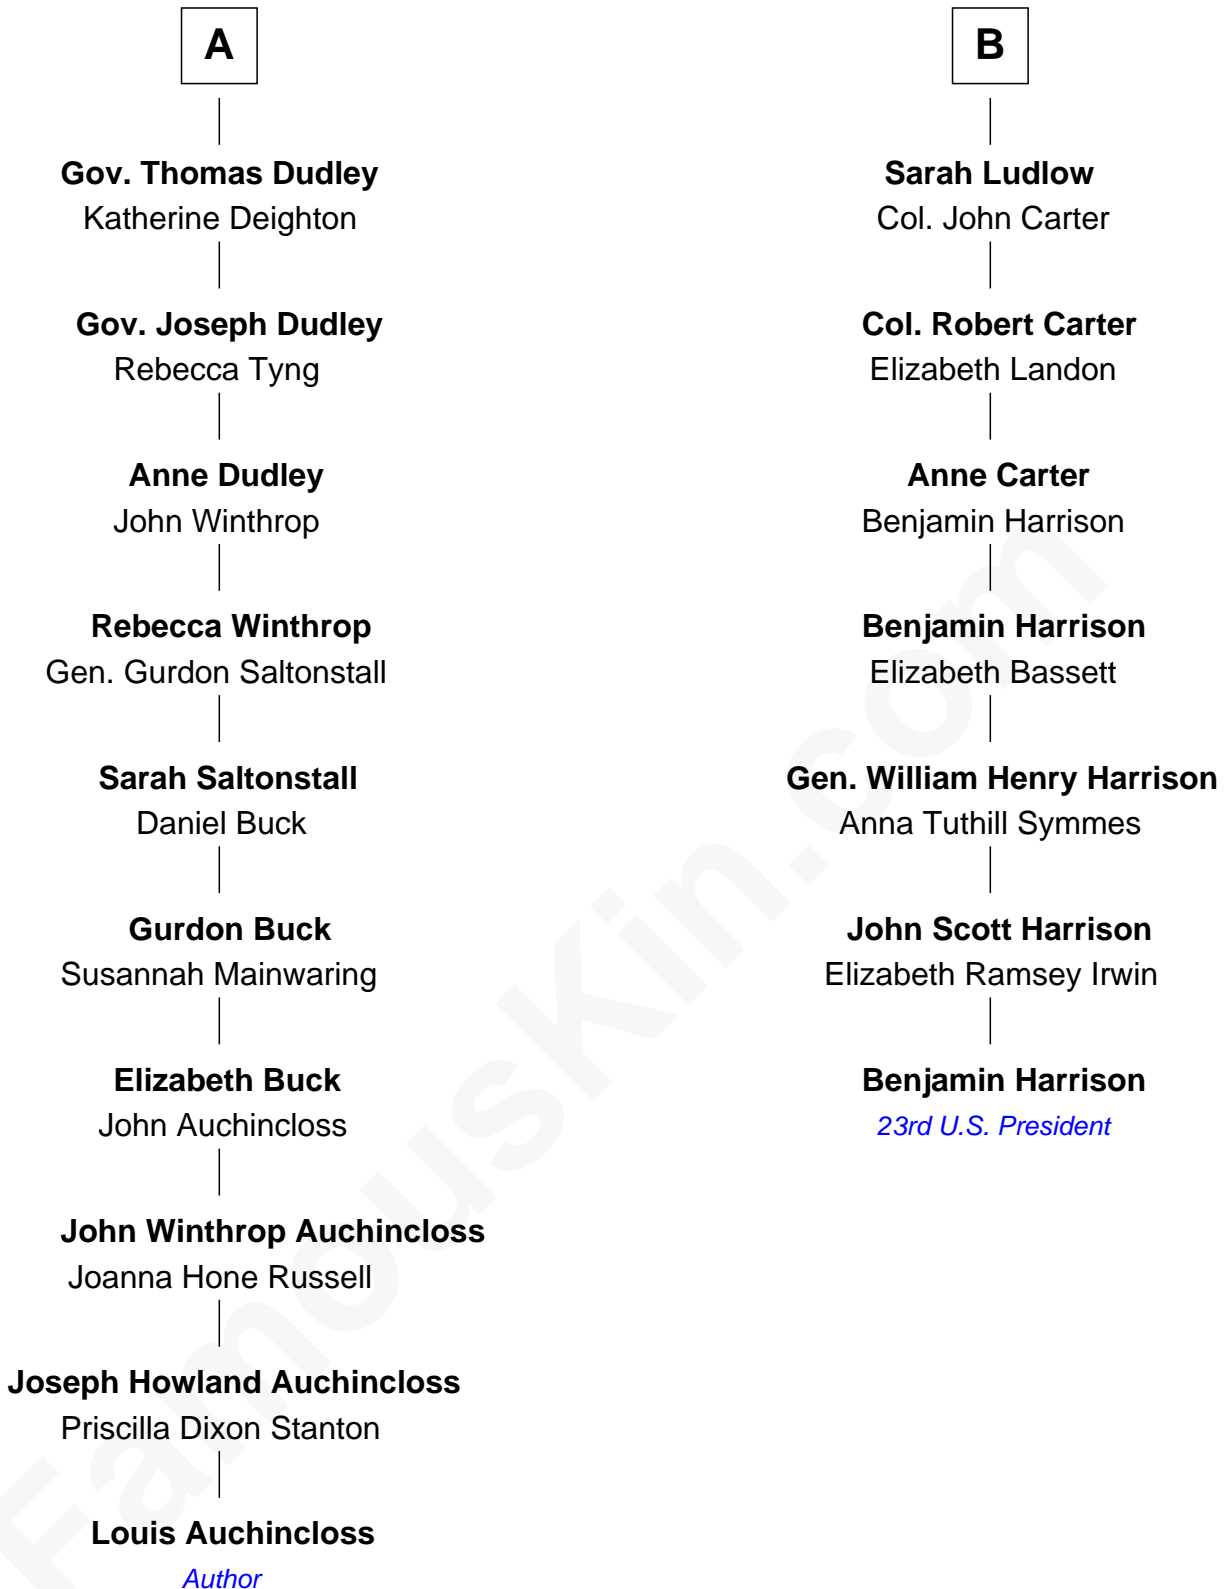 A
Gov. Thomas Dudley
Katherine Deighton
Gov. Joseph Dudley
Rebecca Tyng
Anne Dudley
John Winthrop
Rebecca Winthrop
Gen. Gurdon Saltonstall
Sarah Saltonstall
Daniel Buck
Gurdon Buck
Susannah Mainwaring
Elizabeth Buck
John Auchincloss
John Winthrop Auchincloss
Joanna Hone Russell
Joseph Howland Auchincloss
Priscilla Dixon Stanton
Louis Auchincloss
Author
B
Sarah Ludlow
Col. John Carter
Col. Robert Carter
Elizabeth Landon
Anne Carter
Benjamin Harrison
Benjamin Harrison
Elizabeth Bassett
Gen. William Henry Harrison
Anna Tuthill Symmes
John Scott Harrison
Elizabeth Ramsey Irwin
Benjamin Harrison
23rd U.S. President
FamousKin.com